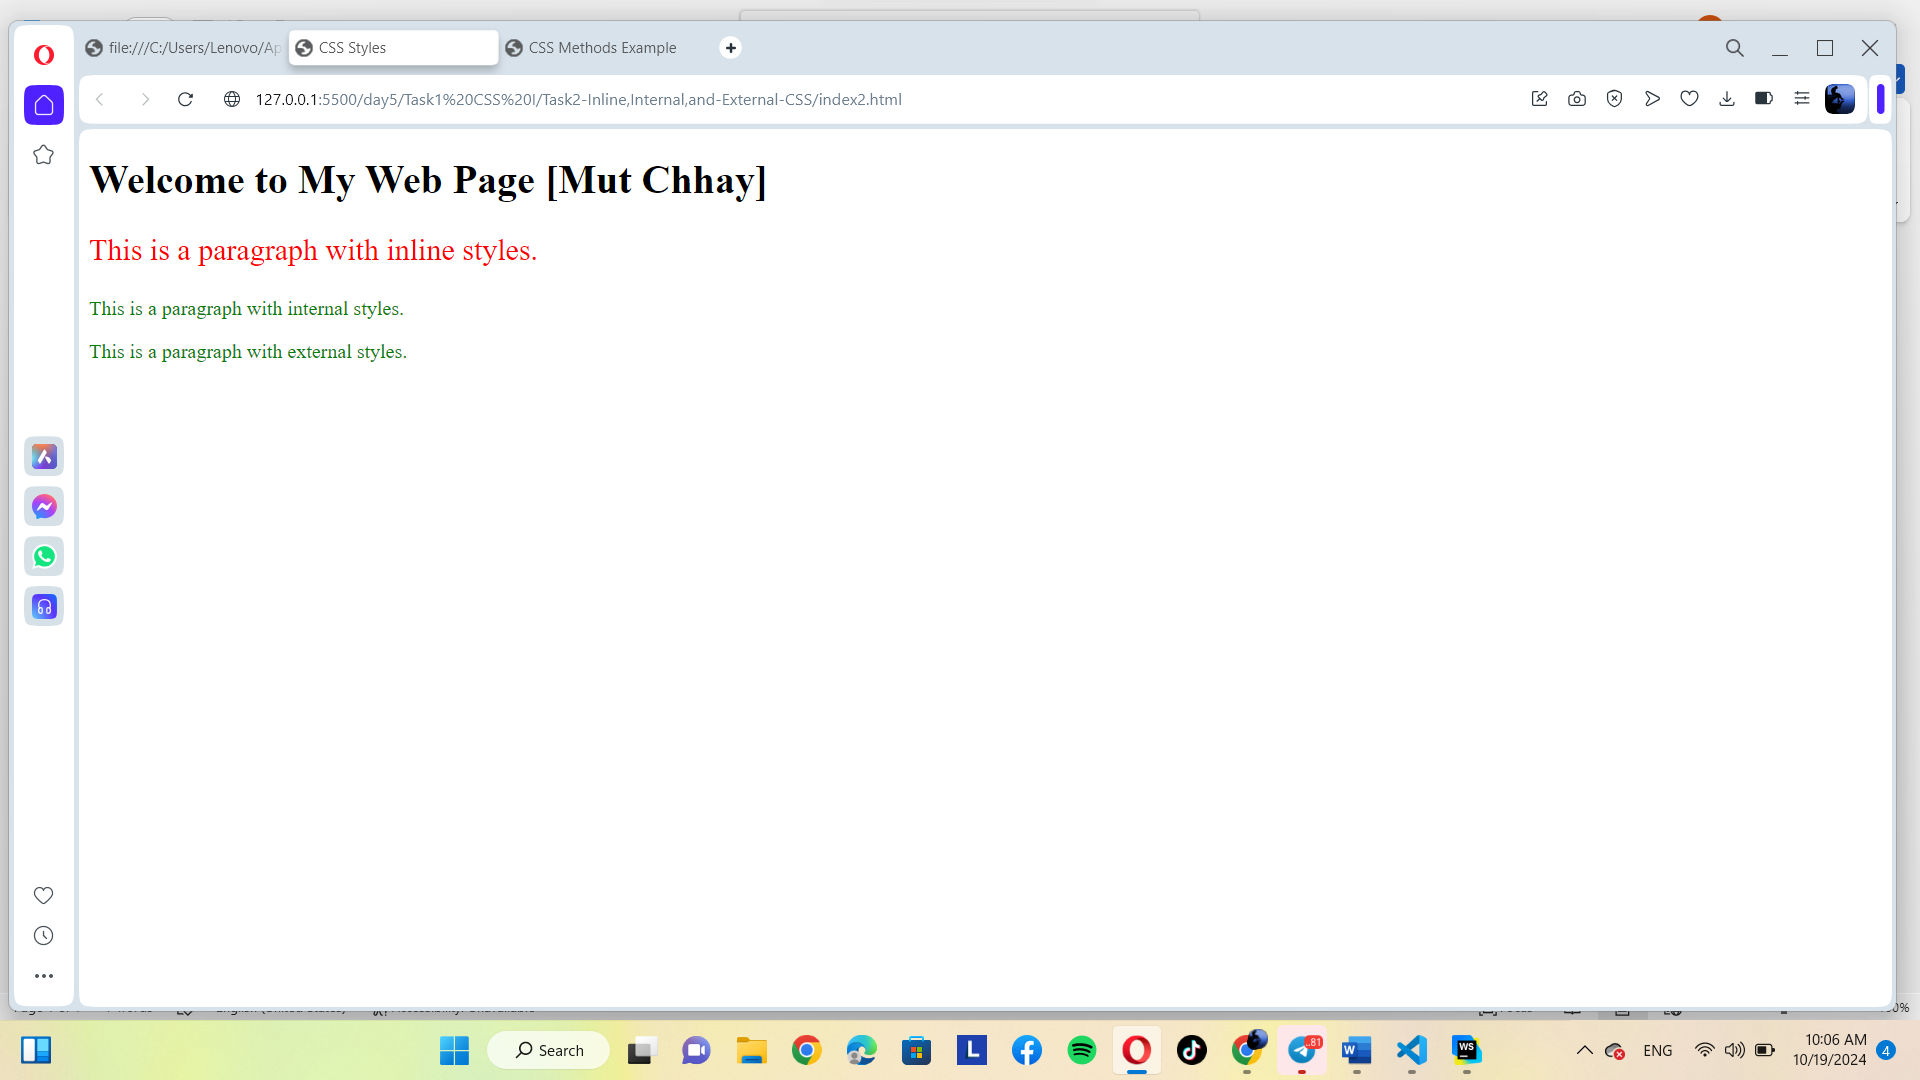 file:///C:/Users/Lenovo/Ap
CSS Styles
CSS Methods Example
127.0.0.1:5500/day5/Task1%20CSS%20I/Task2-Inline,Internal,and-External-CSS/index2.html
Welcome to My Web Page [Mut Chhay]
This is a paragraph with inline styles.
This is a paragraph with internal styles.
This is a paragraph with external styles.
Search
L
..81
W
WS
ENG
10:06 AM
10/19/2024
4